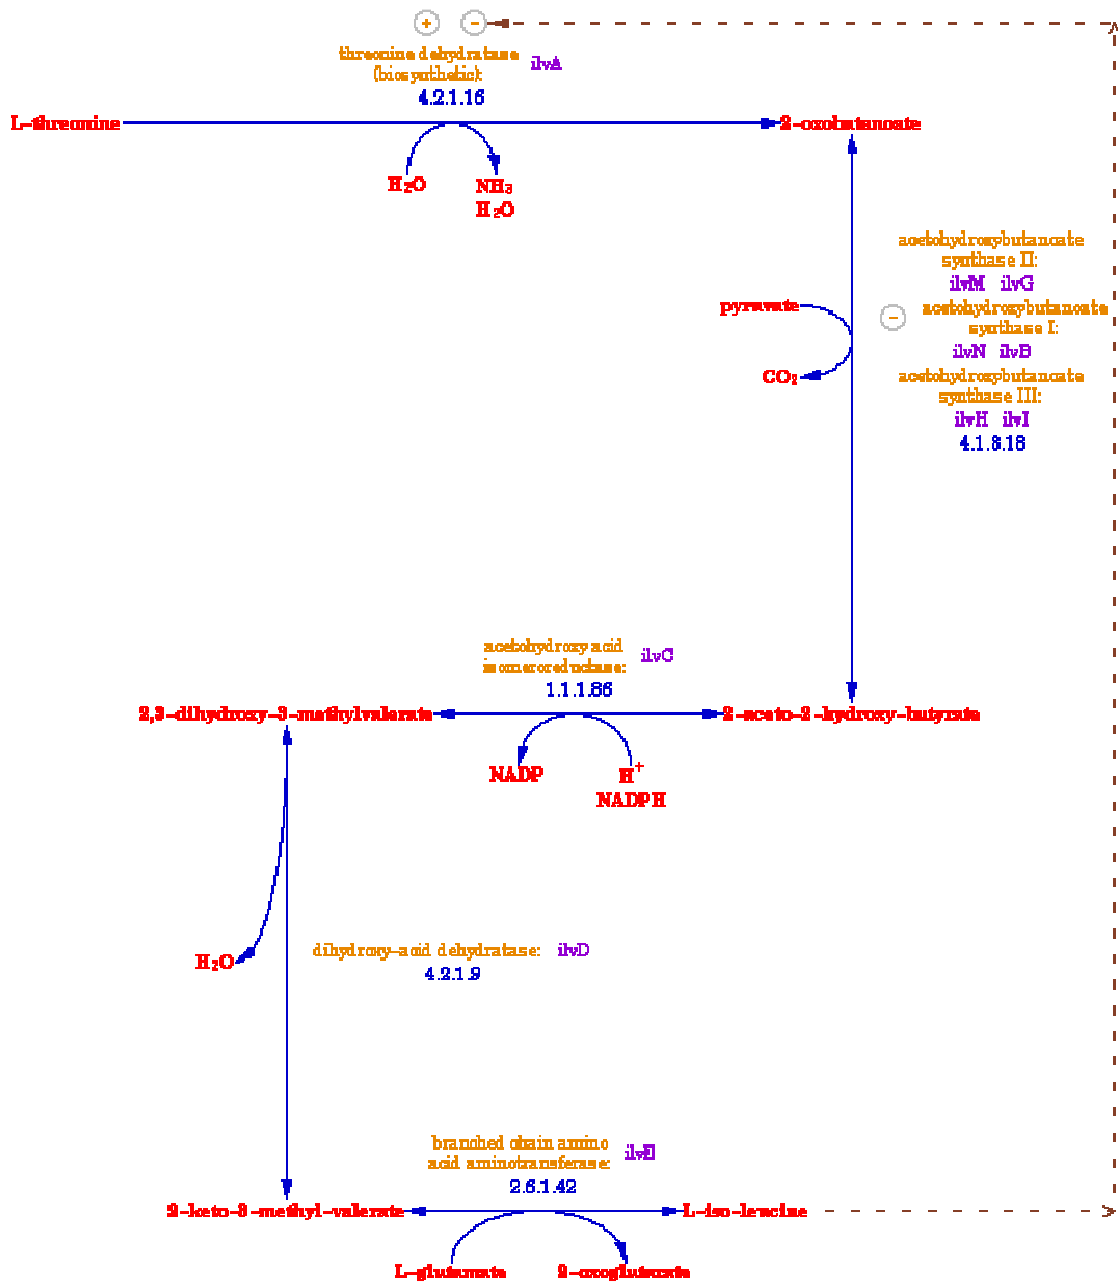 + -
threonine dehydratase
(biosynthetic):
ilvA
4.2.1.16
L-threonine
2-oxobutanoate
H2O
NH3
H2O
acetohydroxybutanoate
synthase II:
ilvM ilvG
pyruvate
-
acetohydroxybutanoate
synthase I:
ilvN ilvB
CO2
acetohydroxybutanoate
synthase III:
ilvH ilvI
4.1.3.18
acetohydroxy acid
isomeroreductase:
ilvC
1.1.1.86
2,3-dihydroxy-3-methylvalerate
2-aceto-2-hydroxy-butyrate
NADP
H+
NADPH
dihydroxy-acid dehydratase: ilvD
H2O
4.2.1.9
branched chain amino
acid aminotransferase:
ilvE
2.6.1.42
2-keto-3-methyl-valerate
L-iso-leucine
L-glutamate
2-oxoglutarate